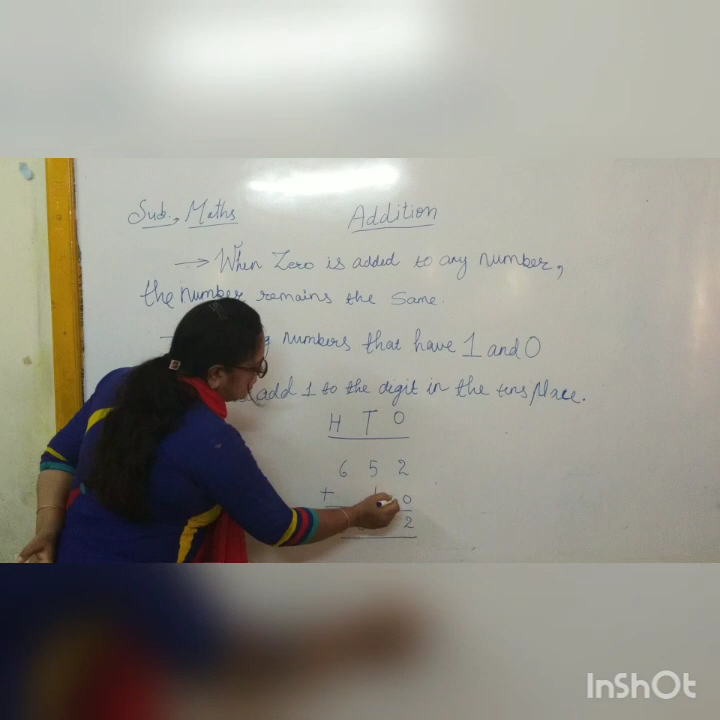 Sub, Maths Addition
→ When Zero is added to any number,
the number remains the same.
numbers that have 1 and 0
add 1 to the digit in the tens place.
H T O
6 5 2
+ 1 0
2
InShOt